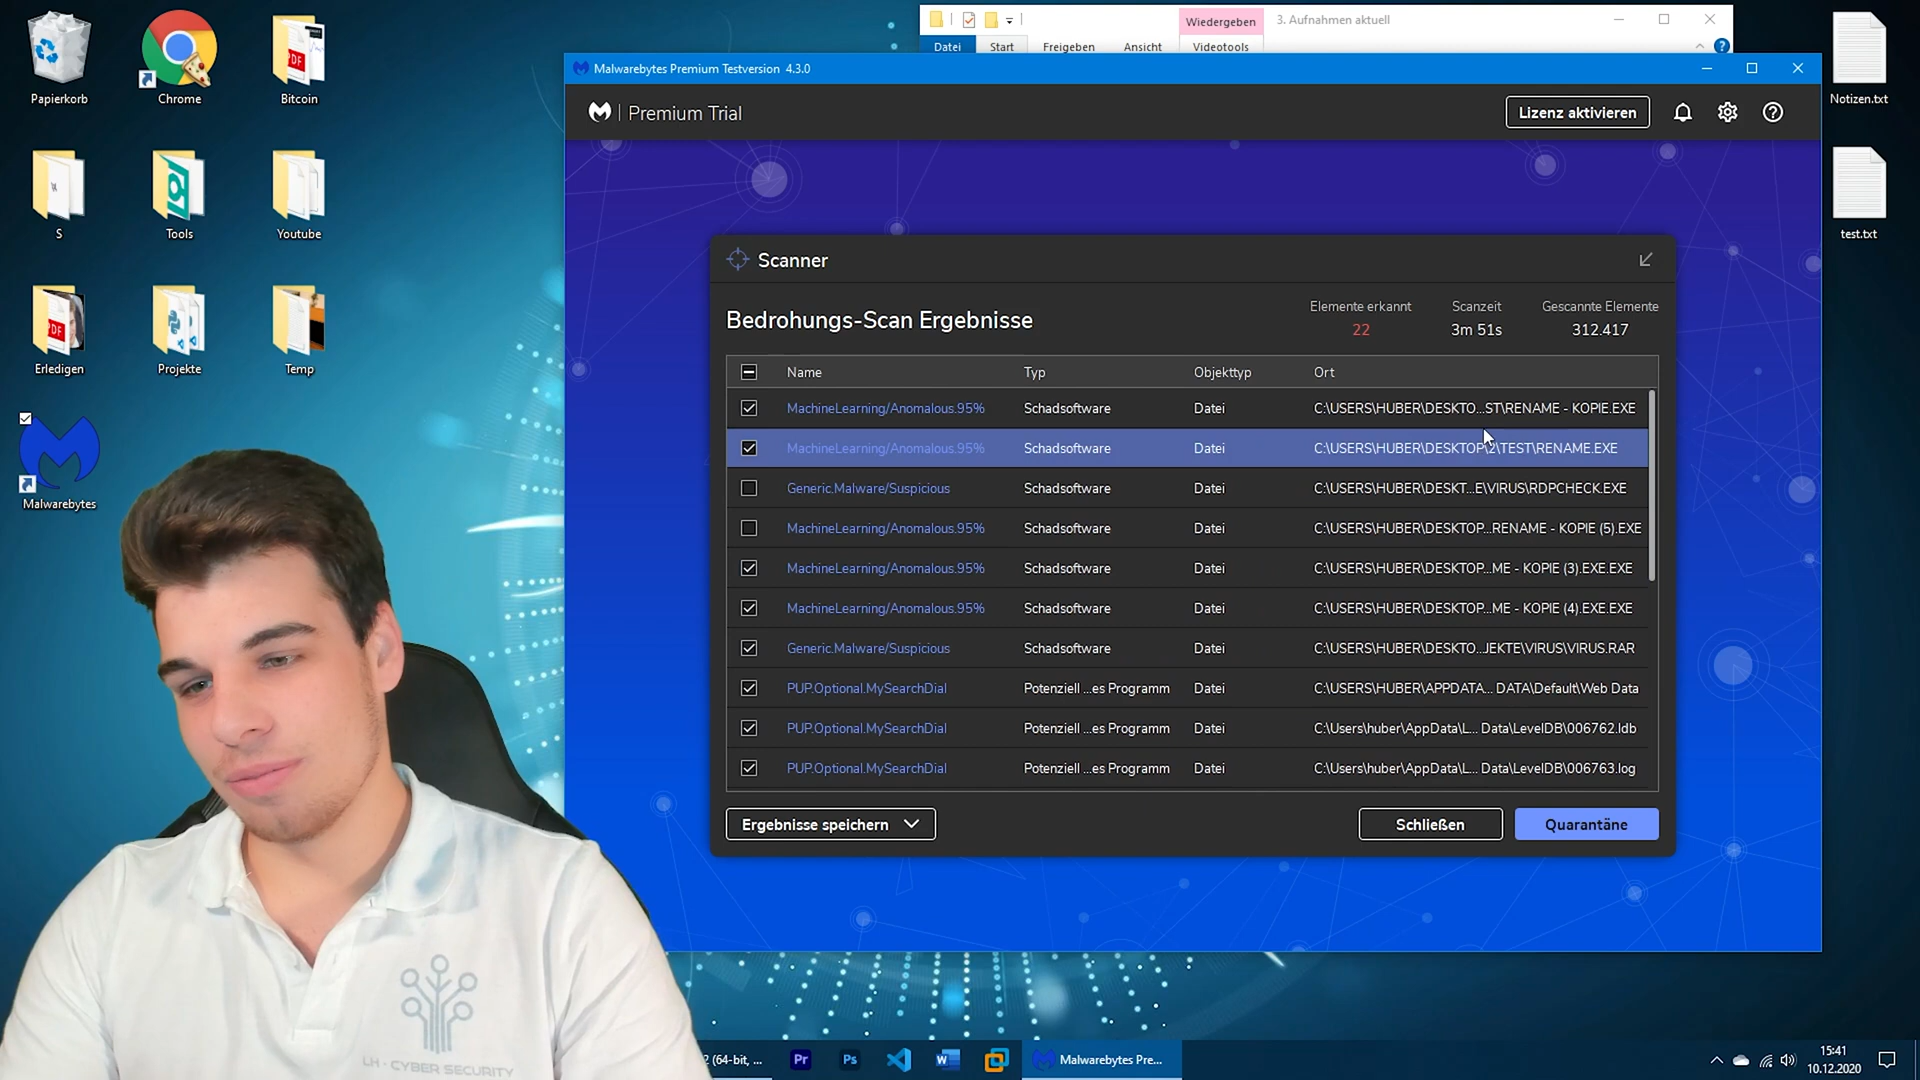 Papierkorb
Chrome
Bitcoin
S
Tools
Youtube
Erledigen
Projekte
Temp
Malwarebytes
Notizen.txt
test.txt
Wiedergeben
3. Aufnahmen aktuell
Datei
Start
Freigeben
Ansicht
Videotools
Malwarebytes Premium Testversion 4.3.0
Premium Trial
Lizenz aktivieren
Scanner
Bedrohungs-Scan Ergebnisse
Elemente erkannt
22
Scanzeit
3m 51s
Gescannte Elemente
312.417
Name Typ Objekttyp Ort
MachineLearning/Anomalous.95% Schadsoftware Datei C:\USERS\HUBER\DESKTO...ST\RENAME - KOPIE.EXE
MachineLearning/Anomalous.95% Schadsoftware Datei C:\USERS\HUBER\DESKTOP\2\TEST\RENAME.EXE
Generic.Malware/Suspicious Schadsoftware Datei C:\USERS\HUBER\DESKT...E\VIRUS\RDPCHECK.EXE
MachineLearning/Anomalous.95% Schadsoftware Datei C:\USERS\HUBER\DESKTOP...RENAME - KOPIE (5).EXE
MachineLearning/Anomalous.95% Schadsoftware Datei C:\USERS\HUBER\DESKTOP...ME - KOPIE (3).EXE.EXE
MachineLearning/Anomalous.95% Schadsoftware Datei C:\USERS\HUBER\DESKTOP...ME - KOPIE (4).EXE.EXE
Generic.Malware/Suspicious Schadsoftware Datei C:\USERS\HUBER\DESKTO...JEKTE\VIRUS\VIRUS.RAR
PUP.Optional.MySearchDial Potenziell ...es Programm Datei C:\USERS\HUBER\APPDATA... DATA\Default\Web Data
PUP.Optional.MySearchDial Potenziell ...es Programm Datei C:\Users\huber\AppData\L... Data\LevelDB\006762.ldb
PUP.Optional.MySearchDial Potenziell ...es Programm Datei C:\Users\huber\AppData\L... Data\LevelDB\006763.log
Ergebnisse speichern
Schließen
Quarantäne
LH - CYBER SECURITY
2 (64-bit, ...
Pr
Ps
Malwarebytes Pre...
15:41
10.12.2020